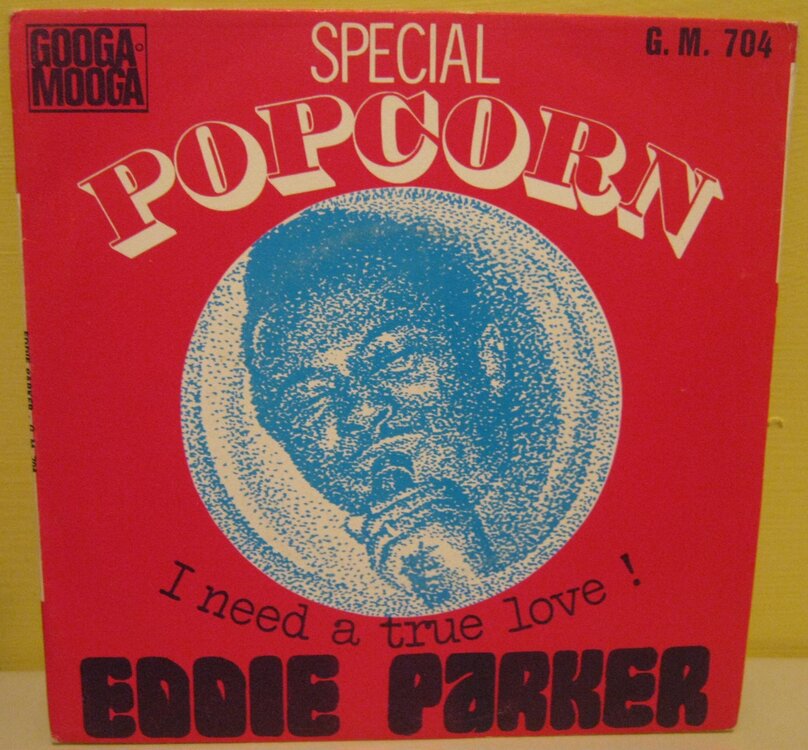 GOOGA
MOOGA
SPECIAL
G. M. 704
POPCORN
I need a true love !
EDDIE PARKER